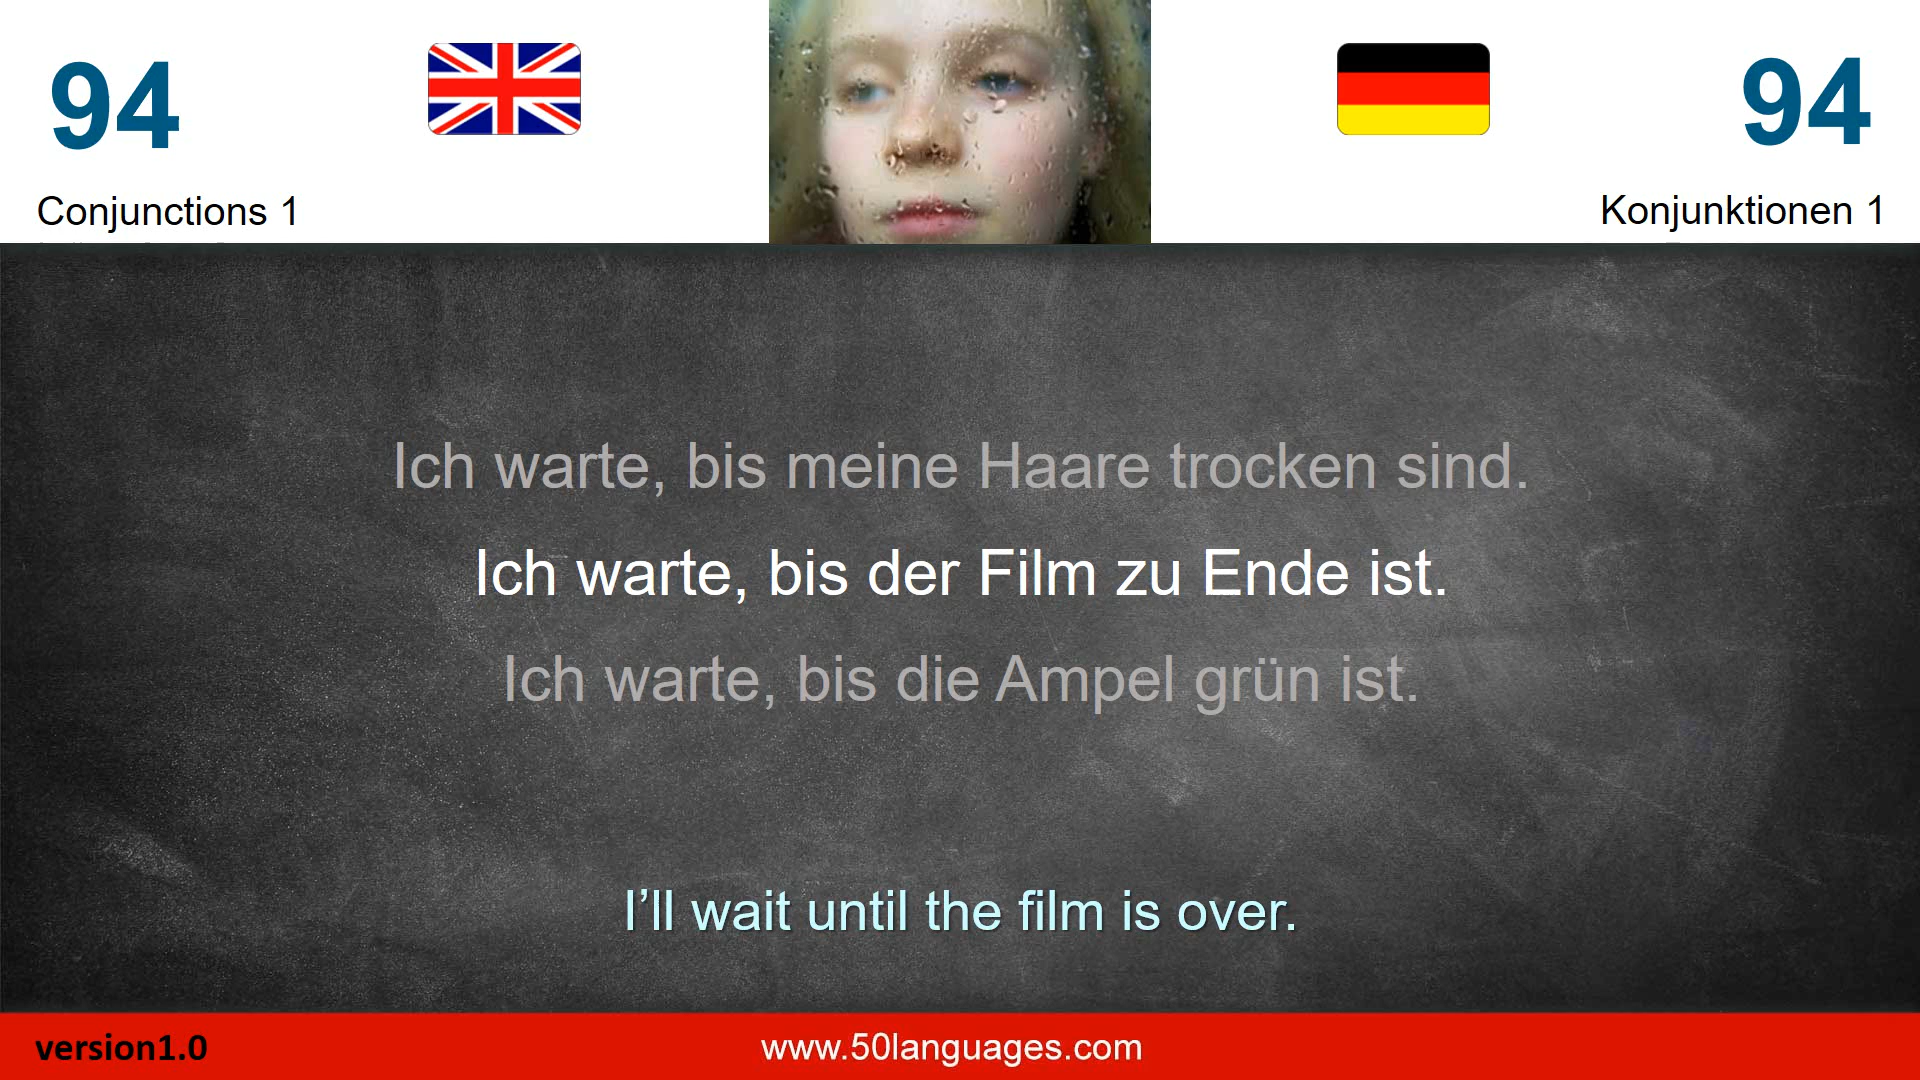 94
94
Conjunctions 1
Konjunktionen 1
Ich warte, bis meine Haare trocken sind.
Ich warte, bis der Film zu Ende ist.
Ich warte, bis die Ampel grün ist.
I’ll wait until the film is over.
version1.0
www.50languages.com